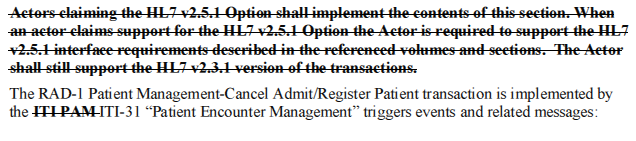 Actors claiming the HL7 v2.5.1 Option shall implement the contents of this section. When
an actor claims support for the HL7 v2.5.1 Option the Actor is required to support the HL7
v2.5.1 interface requirements described in the referenced volumes and sections. The Actor
shall still support the HL7 v2.3.1 version of the transactions.
The RAD-1 Patient Management-Cancel Admit/Register Patient transaction is implemented by
the ITI PAM ITI-31 “Patient Encounter Management” triggers events and related messages: